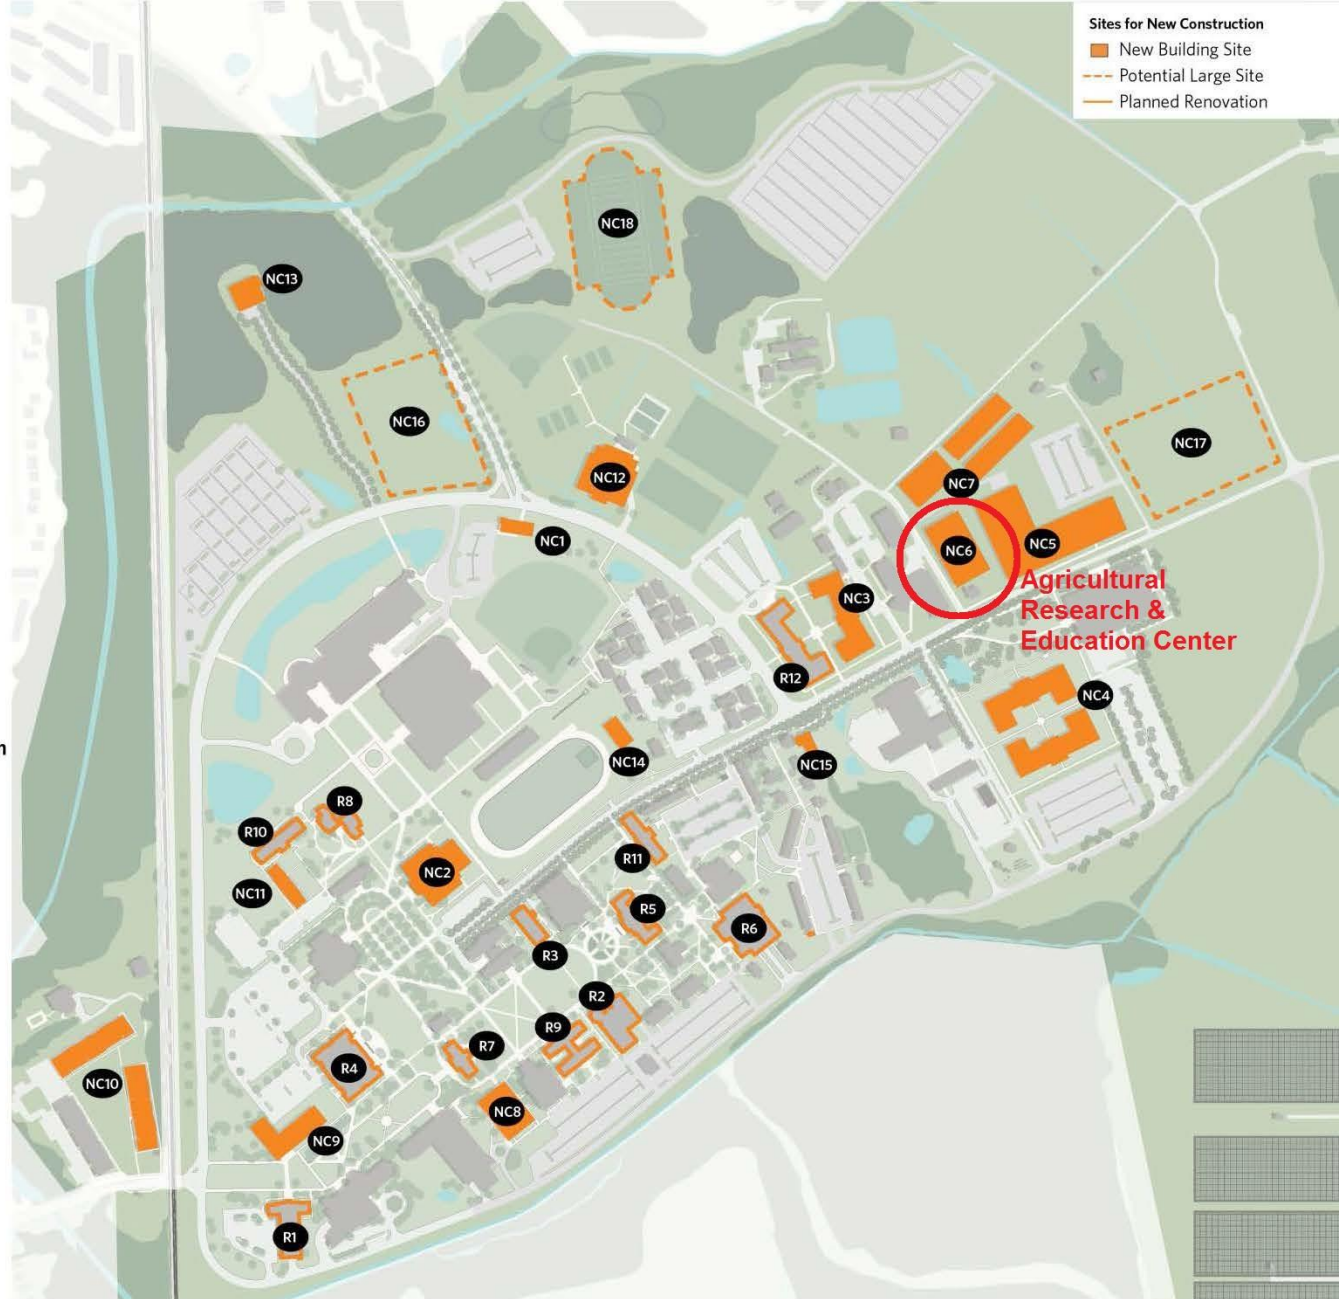 Sites for New Construction
New Building Site
Potential Large Site
Planned Renovation
NC18
NC13
NC16
NC17
NC12
NC7
NC1
NC6
NC5
Agricultural
Research &
Education Center
NC3
R12
NC4
NC14
NC15
R8
R10
R11
NC2
NC11
R5
R6
R3
R2
R9
R7
R4
NC10
NC8
NC9
R1